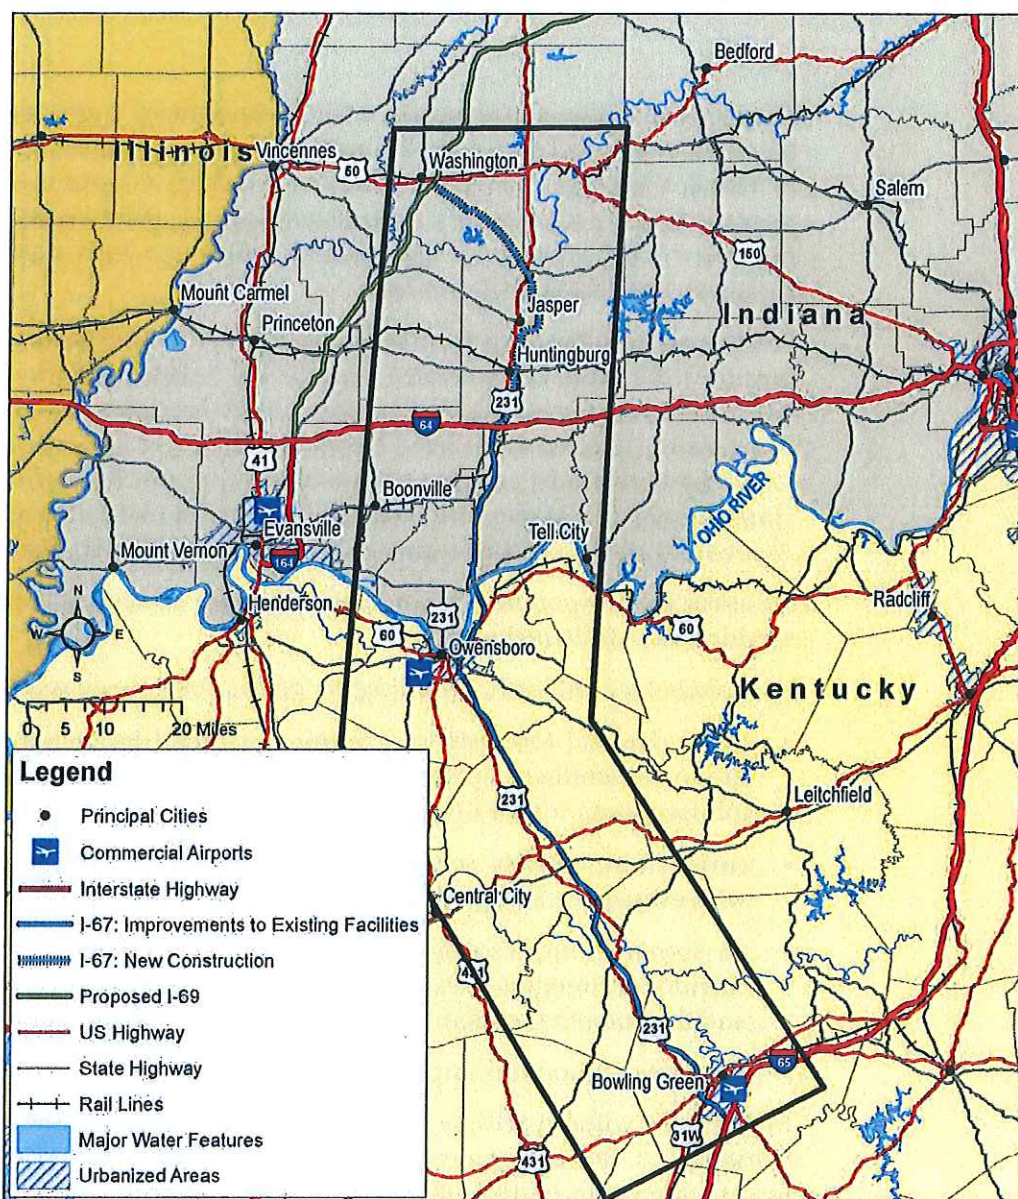 Bedford
Illinois
Vincennes
60
Washington
Salem
150
Mount Carmel
Princeton
Jasper
Indiana
Huntingburg
231
64
41
Boonville
Evansville
Tell City
OHIO RIVER
Mount Vernon
164
N
W E
S
Henderson
231
60
Owensboro
60
Radcliff
Kentucky
0 5 10 20 Miles
Legend
Principal Cities
Commercial Airports
Interstate Highway
I-67: Improvements to Existing Facilities
I-67: New Construction
Proposed I-69
US Highway
State Highway
Rail Lines
Major Water Features
Urbanized Areas
231
Leitchfield
Central City
431
231
65
Bowling Green
31W
431